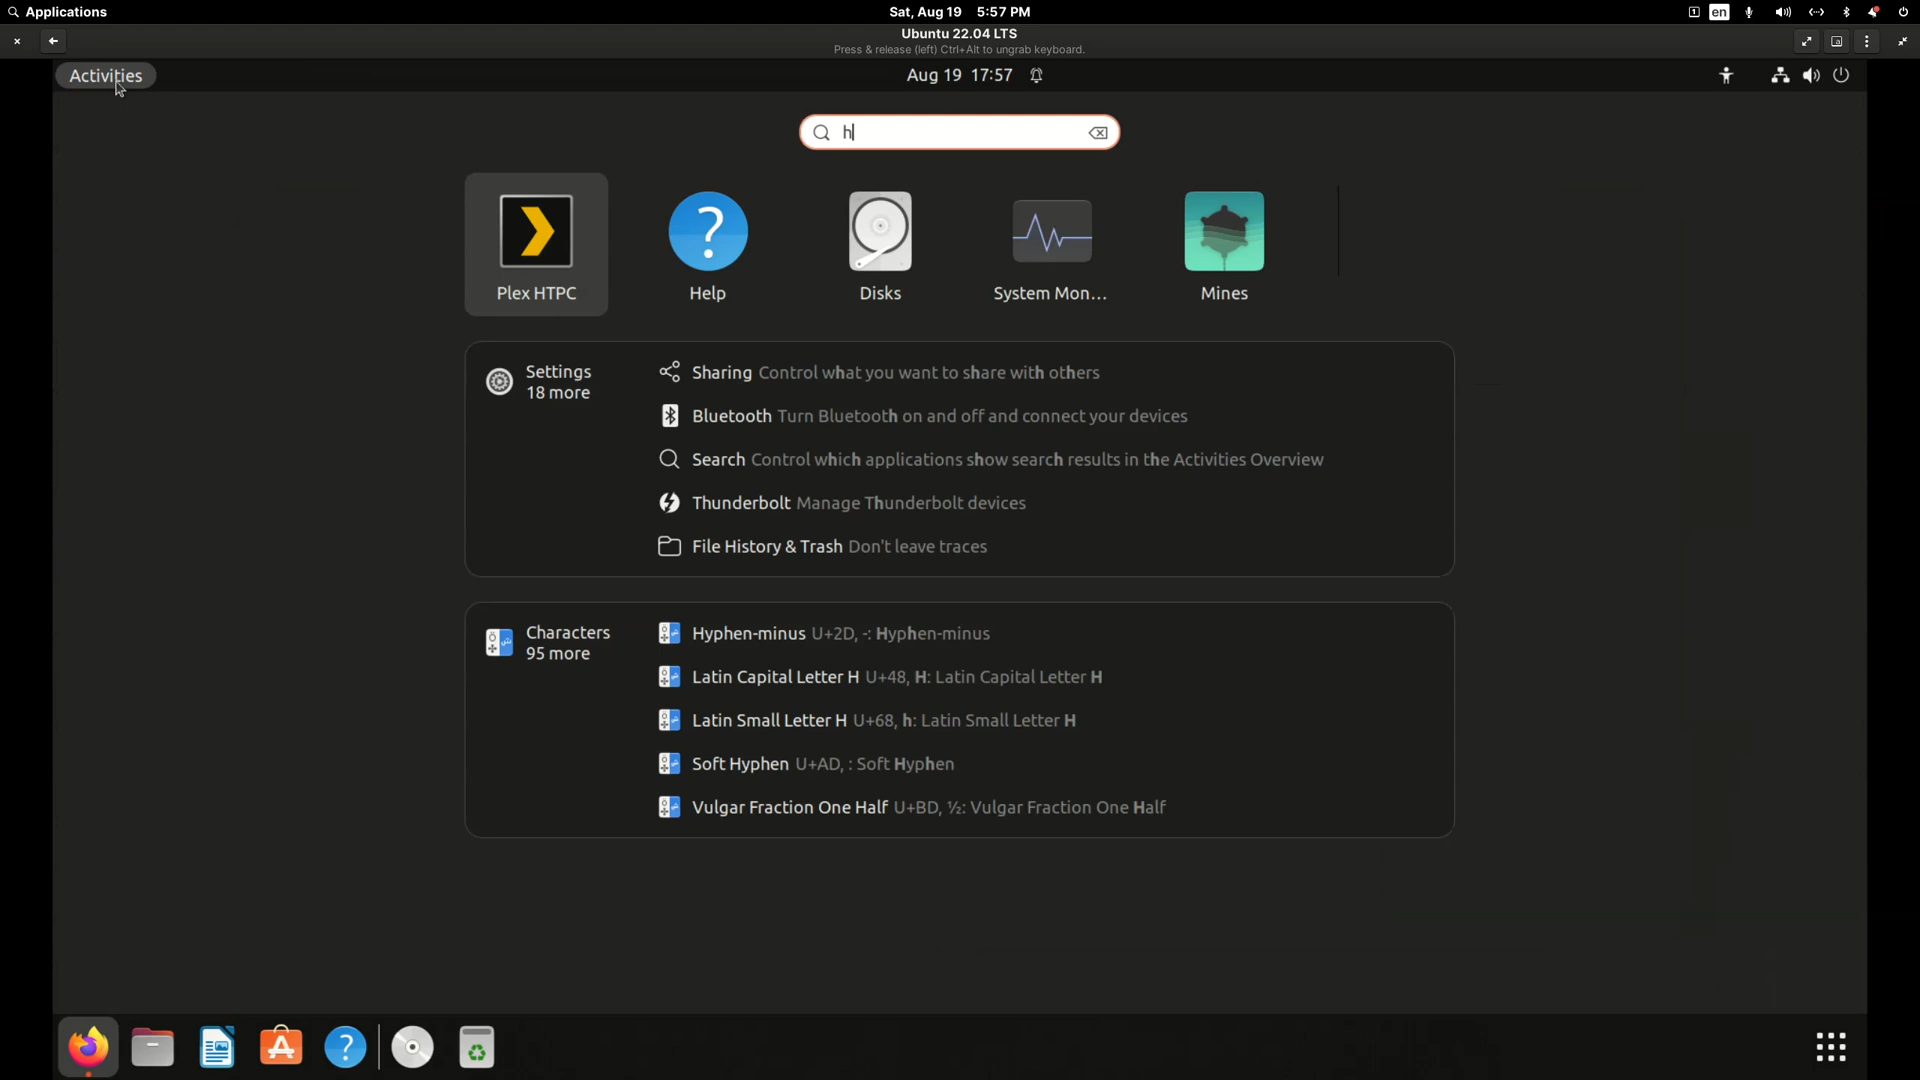 Applications
Sat, Aug 19 5:57 PM
en
Ubuntu 22.04 LTS
Press & release (left) Ctrl+Alt to ungrab keyboard.
Activities
Aug 19 17:57
h
Plex HTPC
Help
Disks
System Mon...
Mines
Settings
18 more
Sharing Control what you want to share with others
Bluetooth Turn Bluetooth on and off and connect your devices
Search Control which applications show search results in the Activities Overview
Thunderbolt Manage Thunderbolt devices
File History & Trash Don't leave traces
Characters
95 more
Hyphen-minus U+2D, -: Hyphen-minus
Latin Capital Letter H U+48, H: Latin Capital Letter H
Latin Small Letter H U+68, h: Latin Small Letter H
Soft Hyphen U+AD, : Soft Hyphen
Vulgar Fraction One Half U+BD, ½: Vulgar Fraction One Half